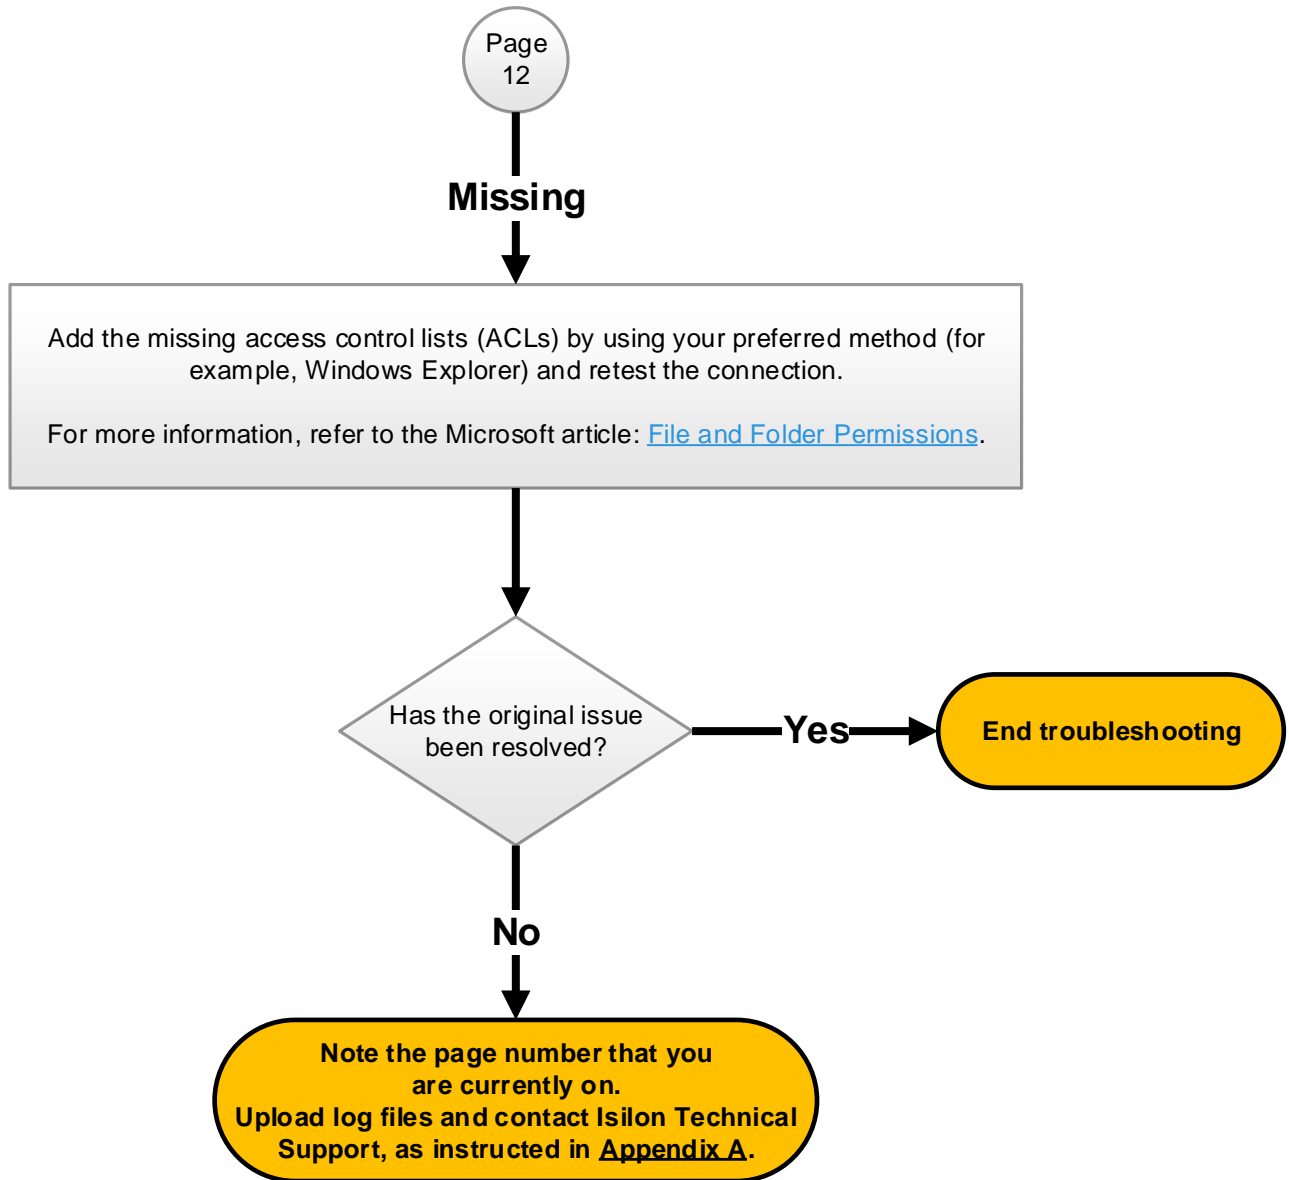 Page
12
Missing
Add the missing access control lists (ACLs) by using your preferred method (for
example, Windows Explorer) and retest the connection.
For more information, refer to the Microsoft article: File and Folder Permissions.
Has the original issue
been resolved?
Yes
End troubleshooting
No
Note the page number that you
are currently on.
Upload log files and contact Isilon Technical
Support, as instructed in Appendix A.